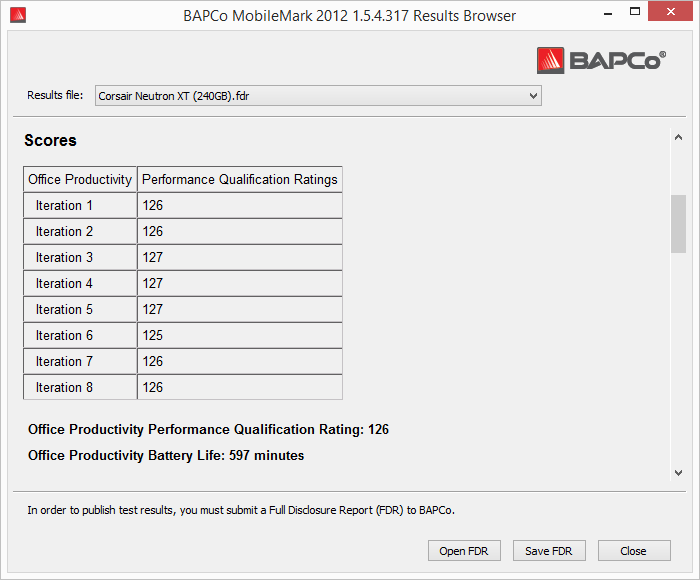 BAPCo MobileMark 2012 1.5.4.317 Results Browser
BAPCo®
Results file: Corsair Neutron XT (240GB).fdr
Scores
Office Productivity Performance Qualification Ratings
Iteration 1 126
Iteration 2 126
Iteration 3 127
Iteration 4 127
Iteration 5 127
Iteration 6 125
Iteration 7 126
Iteration 8 126
Office Productivity Performance Qualification Rating: 126
Office Productivity Battery Life: 597 minutes
In order to publish test results, you must submit a Full Disclosure Report (FDR) to BAPCo.
Open FDR Save FDR Close